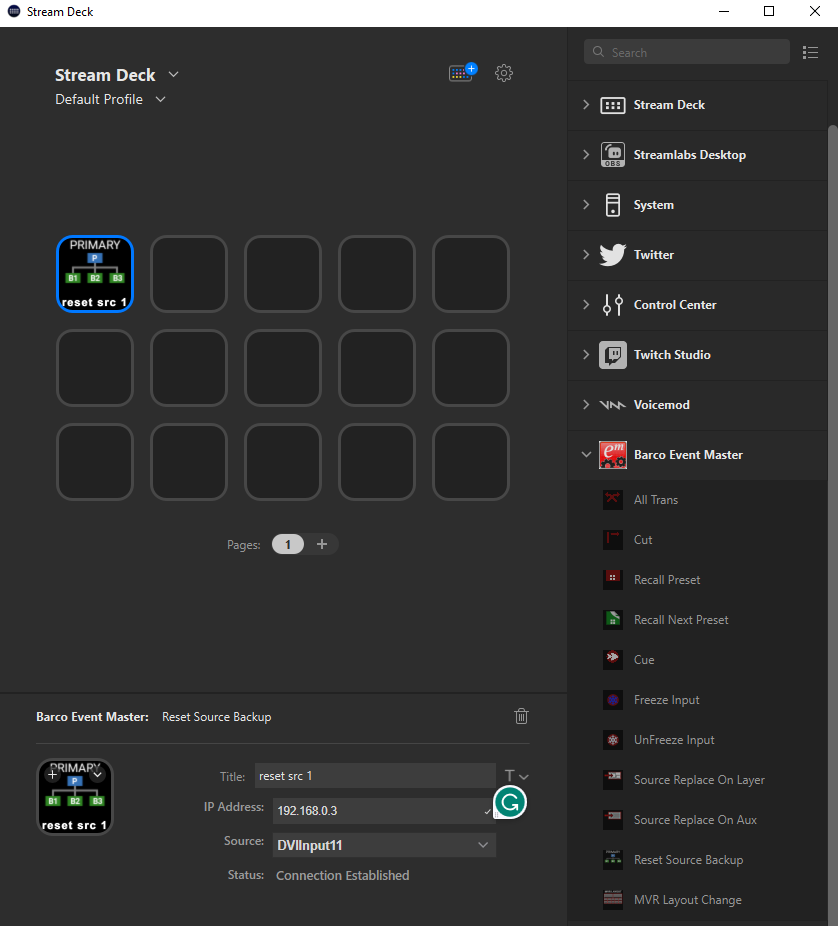 Stream Deck
Stream Deck
Default Profile
PRIMARY
P
B1 B2 B3
reset src 1
Pages: 1 +
Barco Event Master: Reset Source Backup
PRIMARY
P
B1 B2 B3
reset src 1
Title: reset src 1
T
IP Address: 192.168.0.3
G
Source: DVIInput11
Status: Connection Established
Search
Stream Deck
OBS
Streamlabs Desktop
System
Twitter
Control Center
Twitch Studio
Voicemod
em
Barco Event Master
All Trans
Cut
Recall Preset
Recall Next Preset
Cue
Freeze Input
UnFreeze Input
Source Replace On Layer
Source Replace On Aux
Reset Source Backup
MVR Layout Change